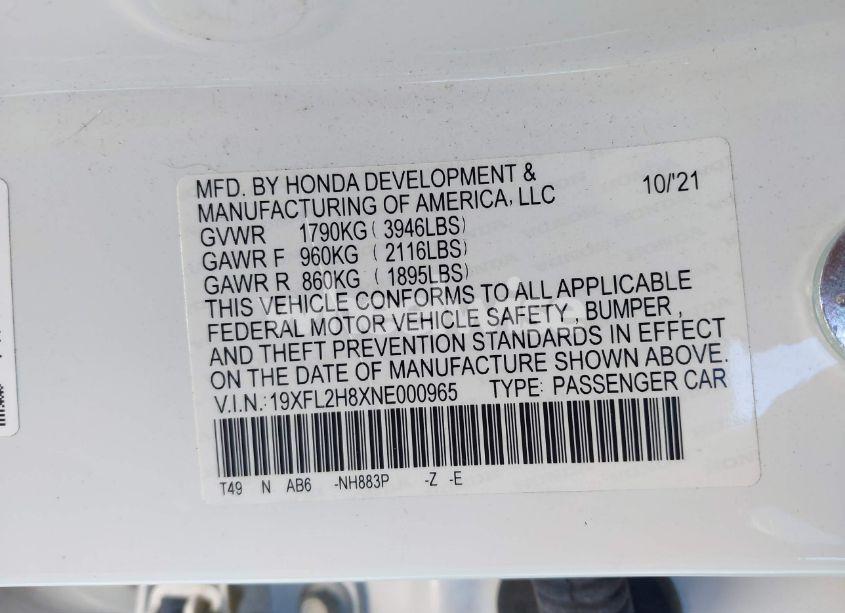 MFD. BY HONDA DEVELOPMENT &
MANUFACTURING OF AMERICA, LLC 10/'21
GVWR 1790KG ( 3946LBS)
GAWR F 960KG ( 2116LBS)
GAWR R 860KG ( 1895LBS)
THIS VEHICLE CONFORMS TO ALL APPLICABLE
FEDERAL MOTOR VEHICLE SAFETY , BUMPER ,
AND THEFT PREVENTION STANDARDS IN EFFECT
ON THE DATE OF MANUFACTURE SHOWN ABOVE.
V.I.N.:19XFL2H8XNE000965 TYPE: PASSENGER CAR
T49 N AB6 -NH883P -Z -E